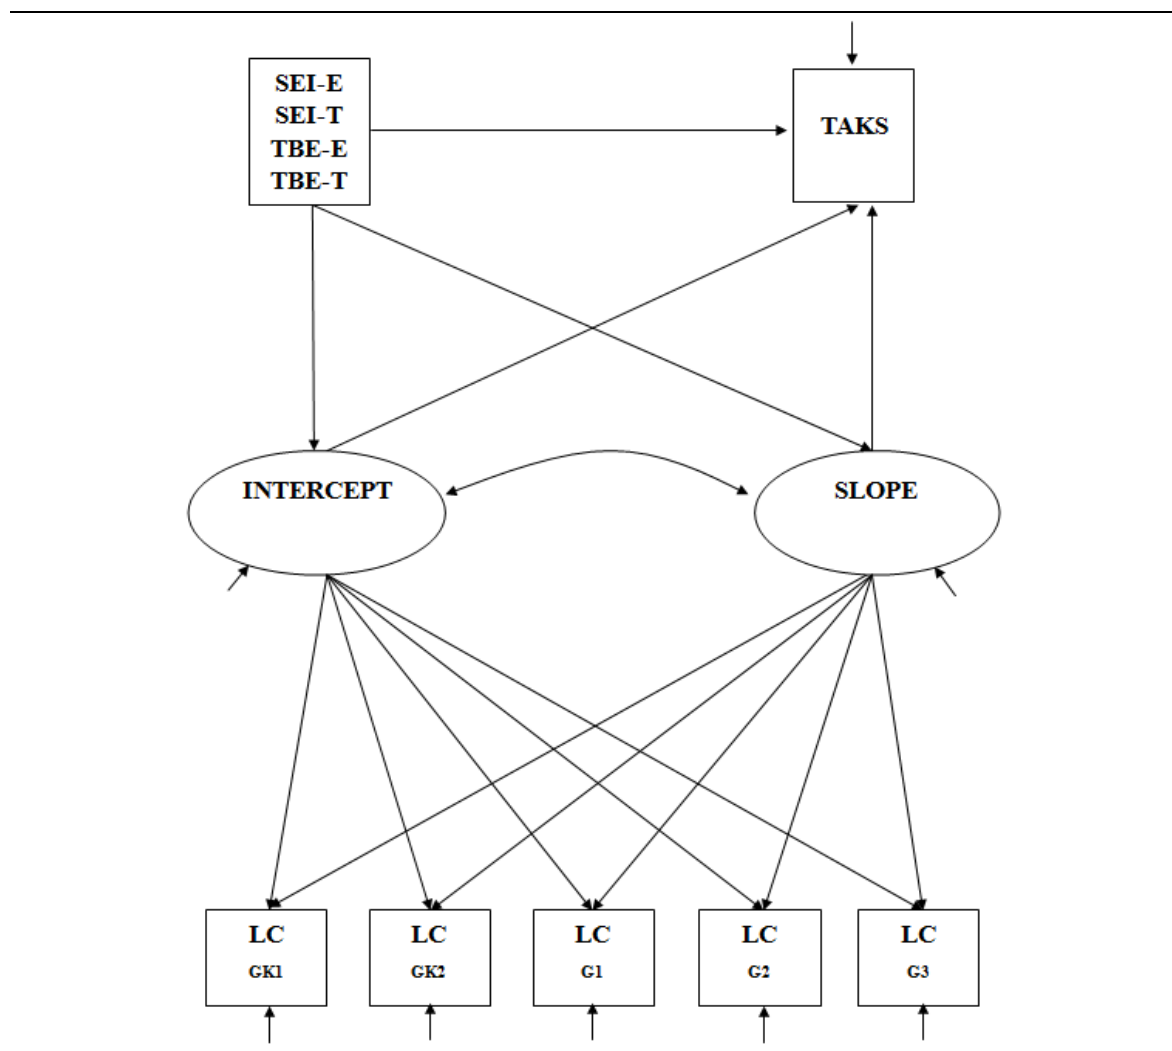 SEI-E
SEI-T
TBE-E
TBE-T
TAKS
INTERCEPT
SLOPE
LC
GK1
LC
GK2
LC
G1
LC
G2
LC
G3